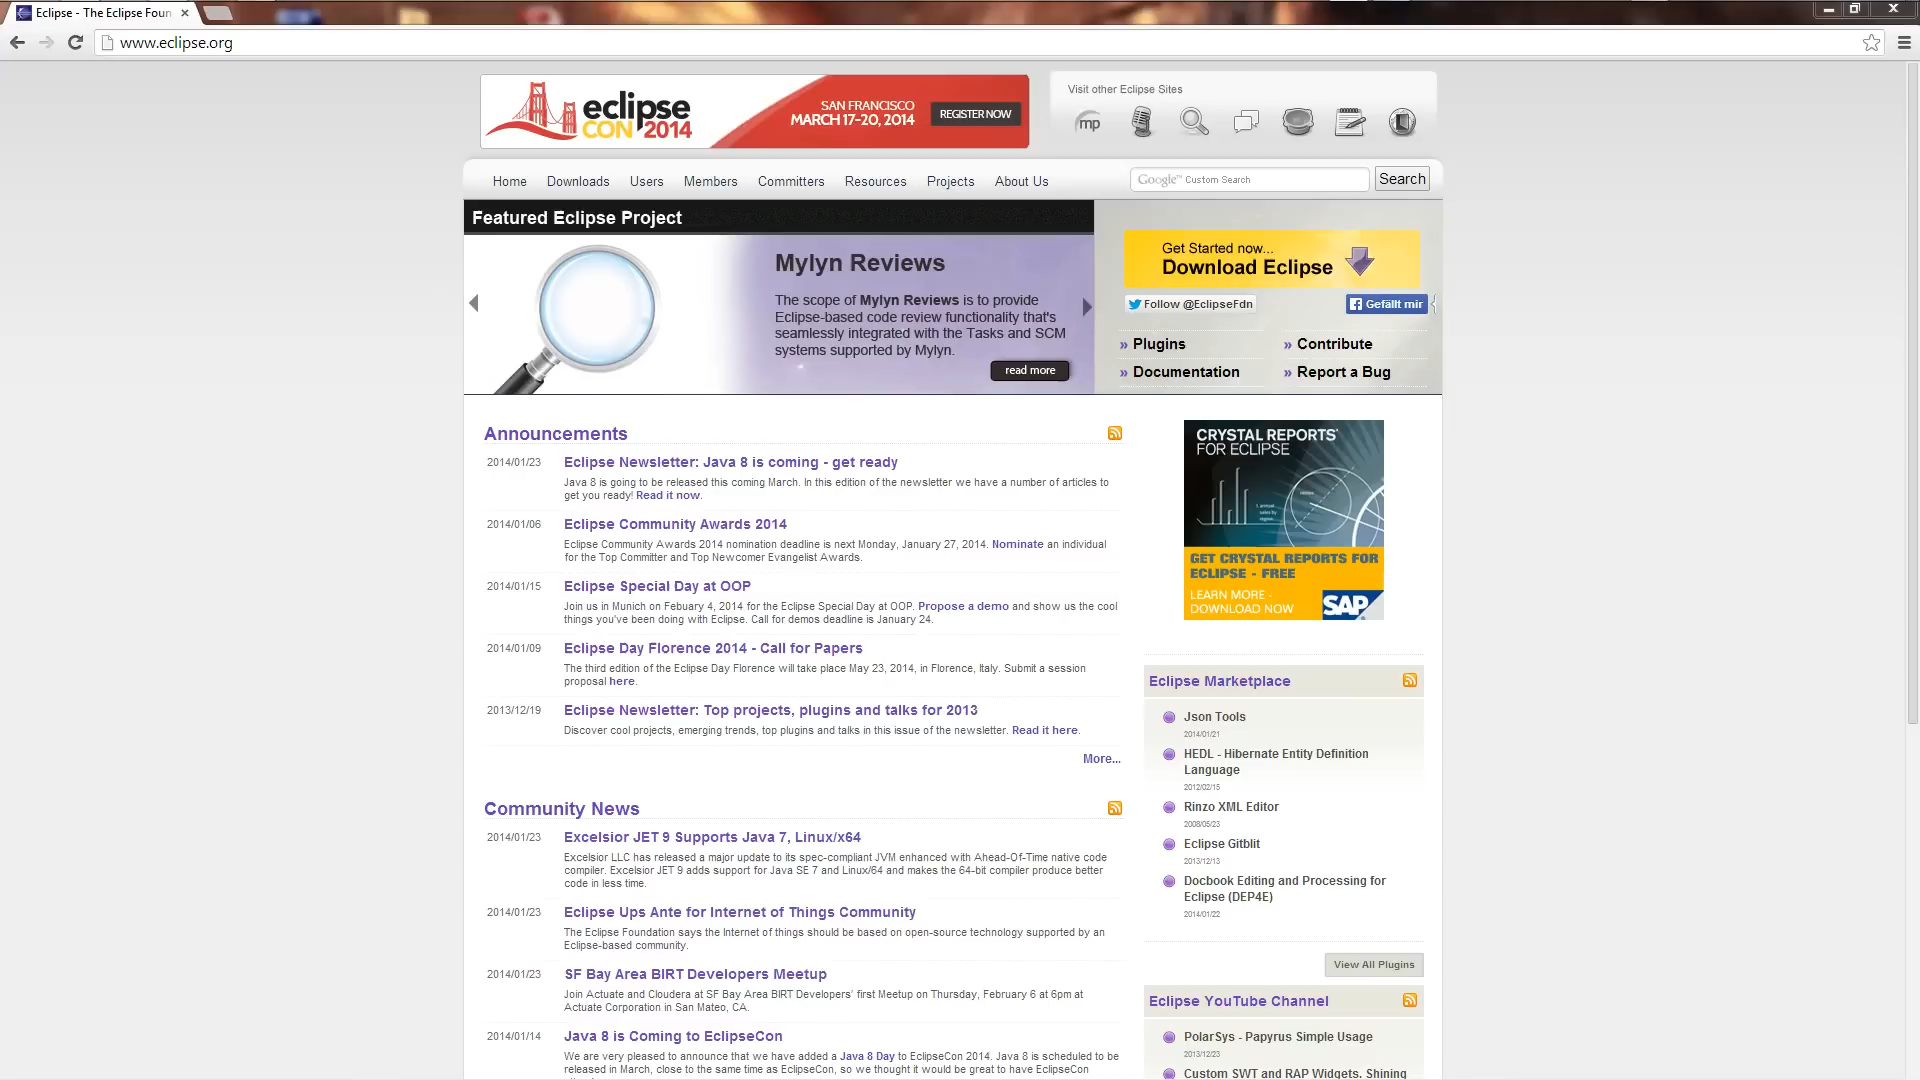 Eclipse - The Eclipse Foun
www.eclipse.org
eclipse
CON 2014
SAN FRANCISCO
MARCH 17-20, 2014
REGISTER NOW
Visit other Eclipse Sites
mp
Home Downloads Users Members Committers Resources Projects About Us
Google™ Custom Search
Search
Featured Eclipse Project
Mylyn Reviews
The scope of Mylyn Reviews is to provide
Eclipse-based code review functionality that's
seamlessly integrated with the Tasks and SCM
systems supported by Mylyn.
read more
Get Started now...
Download Eclipse
Follow @EclipseFdn
Gefällt mir
» Plugins
» Contribute
» Documentation
» Report a Bug
Announcements
2014/01/23 Eclipse Newsletter: Java 8 is coming - get ready
Java 8 is going to be released this coming March. In this edition of the newsletter we have a number of articles to
get you ready! Read it now.
2014/01/06 Eclipse Community Awards 2014
Eclipse Community Awards 2014 nomination deadline is next Monday, January 27, 2014. Nominate an individual
for the Top Committer and Top Newcomer Evangelist Awards.
2014/01/15 Eclipse Special Day at OOP
Join us in Munich on Febuary 4, 2014 for the Eclipse Special Day at OOP. Propose a demo and show us the cool
things you've been doing with Eclipse. Call for demos deadline is January 24.
2014/01/09 Eclipse Day Florence 2014 - Call for Papers
The third edition of the Eclipse Day Florence will take place May 23, 2014, in Florence, Italy. Submit a session
proposal here.
2013/12/19 Eclipse Newsletter: Top projects, plugins and talks for 2013
Discover cool projects, emerging trends, top plugins and talks in this issue of the newsletter. Read it here.
More...
Community News
2014/01/23 Excelsior JET 9 Supports Java 7, Linux/x64
Excelsior LLC has released a major update to its spec-compliant JVM enhanced with Ahead-Of-Time native code
compiler. Excelsior JET 9 adds support for Java SE 7 and Linux/64 and makes the 64-bit compiler produce better
code in less time.
2014/01/23 Eclipse Ups Ante for Internet of Things Community
The Eclipse Foundation says the Internet of things should be based on open-source technology supported by an
Eclipse-based community.
2014/01/23 SF Bay Area BIRT Developers Meetup
Join Actuate and Cloudera at SF Bay Area BIRT Developers' first Meetup on Thursday, February 6 at 6pm at
Actuate Corporation in San Mateo, CA.
2014/01/14 Java 8 is Coming to EclipseCon
We are very pleased to announce that we have added a Java 8 Day to EclipseCon 2014. Java 8 is scheduled to be
released in March, close to the same time as EclipseCon, so we thought it would be great to have EclipseCon
CRYSTAL REPORTS
FOR ECLIPSE
GET CRYSTAL REPORTS FOR
ECLIPSE - FREE
LEARN MORE -
DOWNLOAD NOW
SAP
Eclipse Marketplace
Json Tools
2014/01/21
HEDL - Hibernate Entity Definition
Language
2012/02/15
Rinzo XML Editor
2008/05/23
Eclipse Gitblit
2013/12/13
Docbook Editing and Processing for
Eclipse (DEP4E)
2014/01/22
View All Plugins
Eclipse YouTube Channel
PolarSys - Papyrus Simple Usage
2013/12/23
Custom SWT and RAP Widgets. Shining